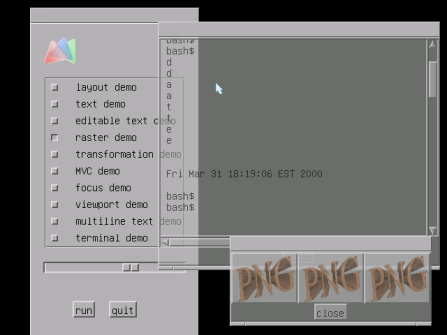 layout demo
text demo
editable text demo
raster demo
transformation demo
MVC demo
focus demo
viewport demo
multiline text demo
terminal demo
run quit
bash$
bash$
d
d
a
a
t
t
e
e
Fri Mar 31 18:19:06 EST 2000
bash$
bash$
PNG PNG PNG
close